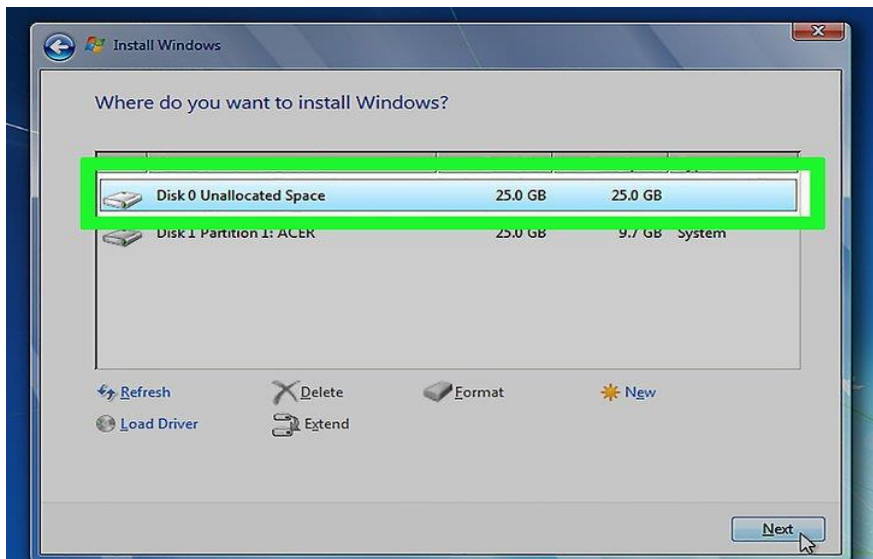 Install Windows
Where do you want to install Windows?
Disk 0 Unallocated Space 25.0 GB 25.0 GB
Disk 1 Partition 1: ACER 25.0 GB 9.7 GB System
Refresh Delete Format New
Load Driver Extend
Next